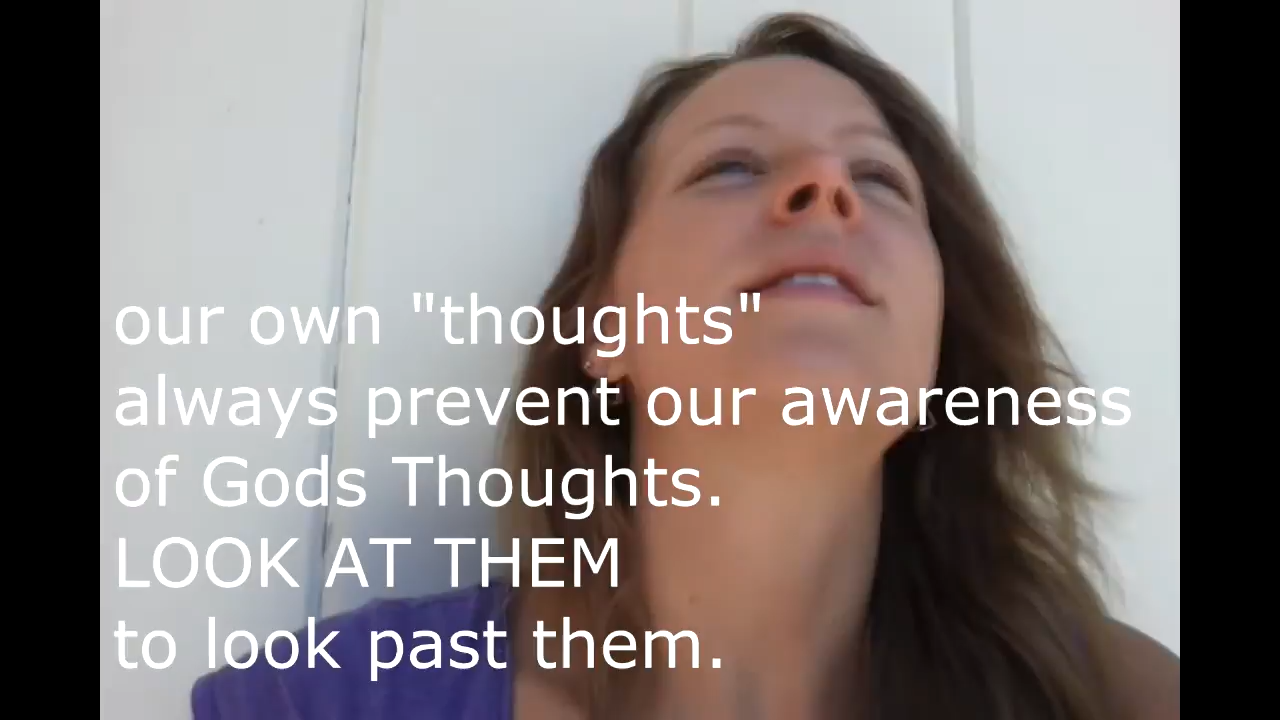 our own "thoughts"
always prevent our awareness
of Gods Thoughts.
LOOK AT THEM
to look past them.